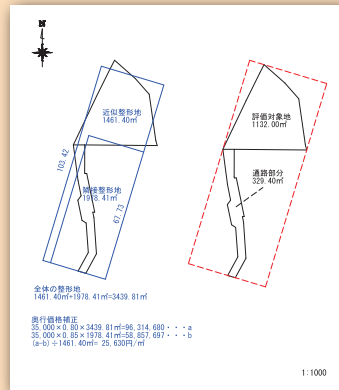 N
近似整形地
1461.40㎡
103.42
隣接整形地
1978.41㎡
67.73
評価対象地
1132.00㎡
通路部分
329.40㎡
全体の整形地
1461.40㎡+1978.41㎡=3439.81㎡
奥行価格補正
35,000×0.80×3439.81㎡=96,314,680・・・a
35,000×0.85×1978.41㎡=58,857,697・・・b
(a-b)÷1461.40㎡= 25,630円/㎡
1:1000